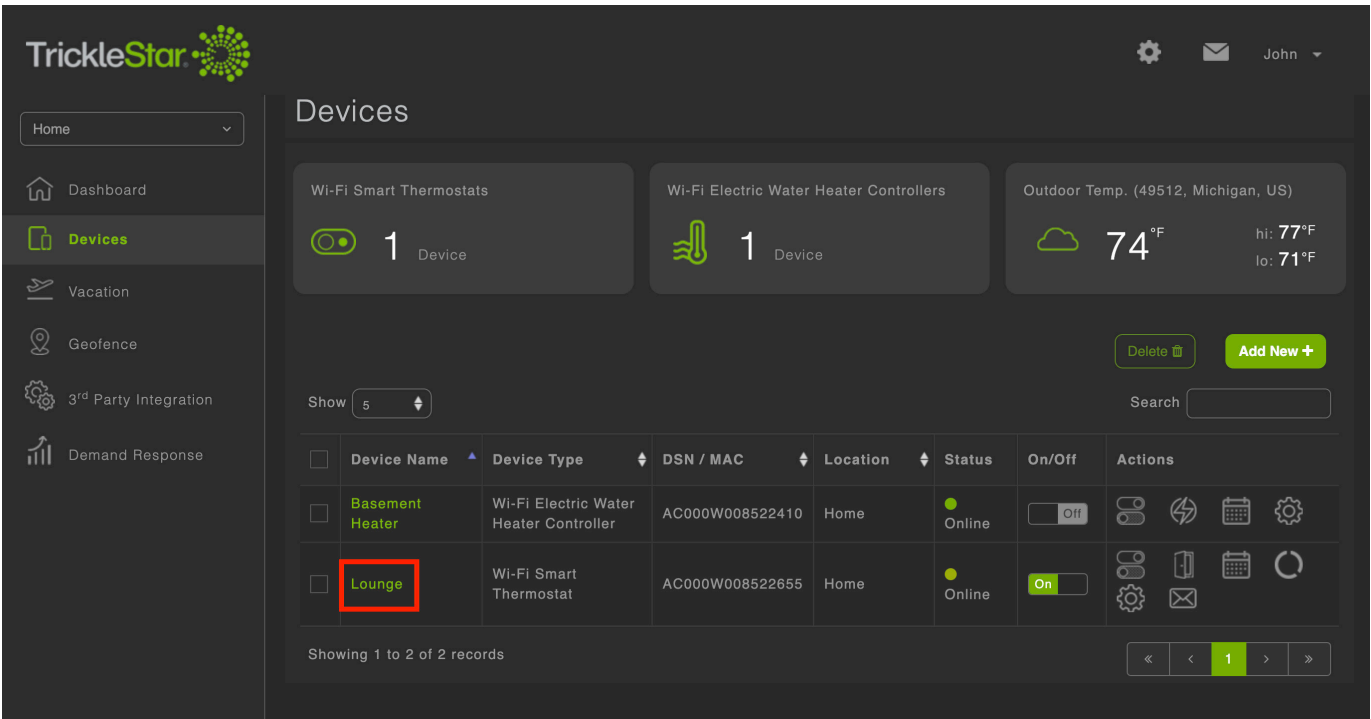 TrickleStar
John
Home
Dashboard
Devices
Vacation
Geofence
3rd Party Integration
Demand Response
Devices
Wi-Fi Smart Thermostats
1 Device
Wi-Fi Electric Water Heater Controllers
1 Device
Outdoor Temp. (49512, Michigan, US)
74°F
hi: 77°F
lo: 71°F
Delete
Add New +
Show 5
Search
Device Name Device Type DSN / MAC Location Status On/Off Actions
Basement Heater Wi-Fi Electric Water Heater Controller AC000W008522410 Home Online Off
Lounge Wi-Fi Smart Thermostat AC000W008522655 Home Online On
Showing 1 to 2 of 2 records
« < 1 > »